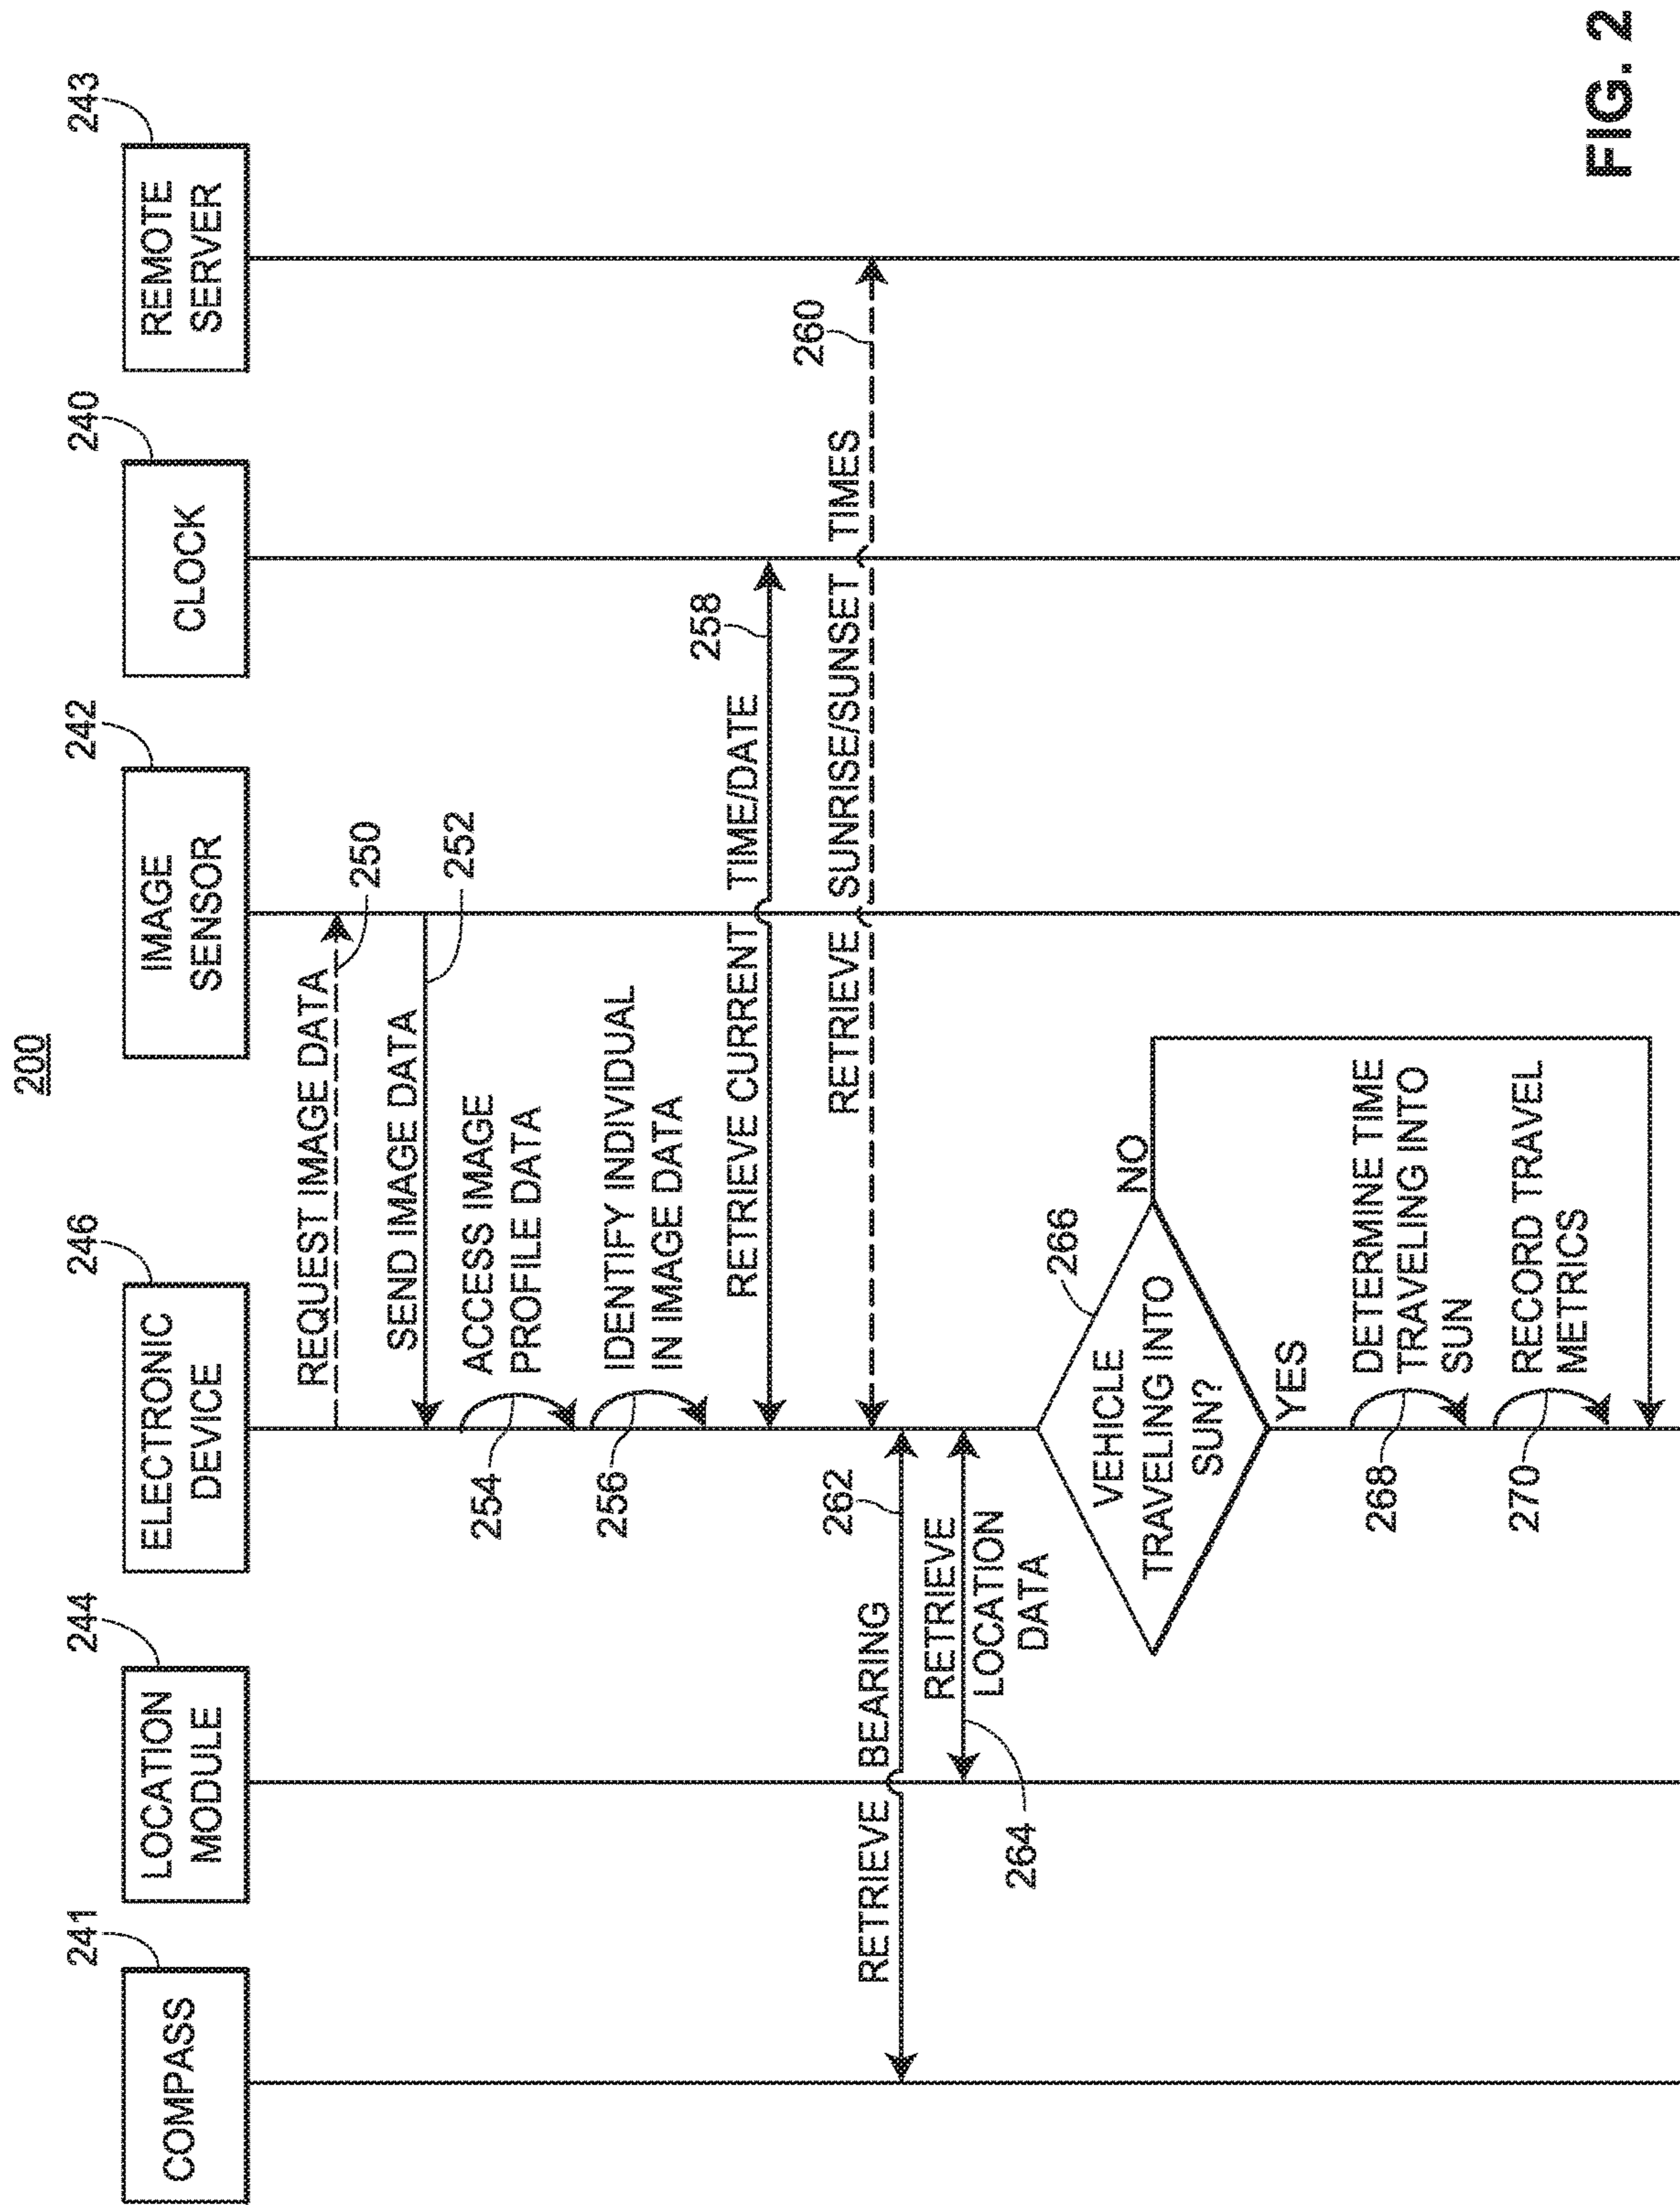 200
241
244
246
242
240
243
COMPASS
LOCATION
MODULE
ELECTRONIC
DEVICE
IMAGE
SENSOR
CLOCK
REMOTE
SERVER
REQUEST IMAGE DATA
250
SEND IMAGE DATA
252
ACCESS IMAGE
PROFILE DATA
254
IDENTIFY INDIVIDUAL
IN IMAGE DATA
256
RETRIEVE CURRENT TIME/DATE
258
RETRIEVE SUNRISE/SUNSET TIMES
260
RETRIEVE BEARING
262
RETRIEVE
LOCATION
DATA
264
VEHICLE
TRAVELING INTO
SUN?
266
NO
YES
DETERMINE TIME
TRAVELING INTO
SUN
268
RECORD TRAVEL
METRICS
270
FIG. 2